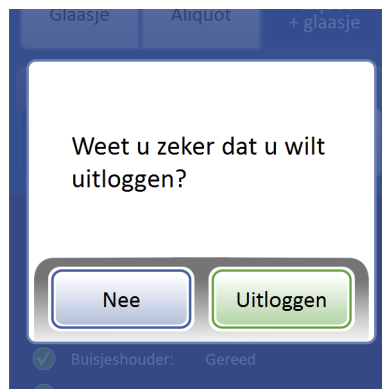 Glaasje Aliquot
+ glaasje
Weet u zeker dat u wilt
uitloggen?
Nee Uitloggen
Buisjeshouder: Gereed